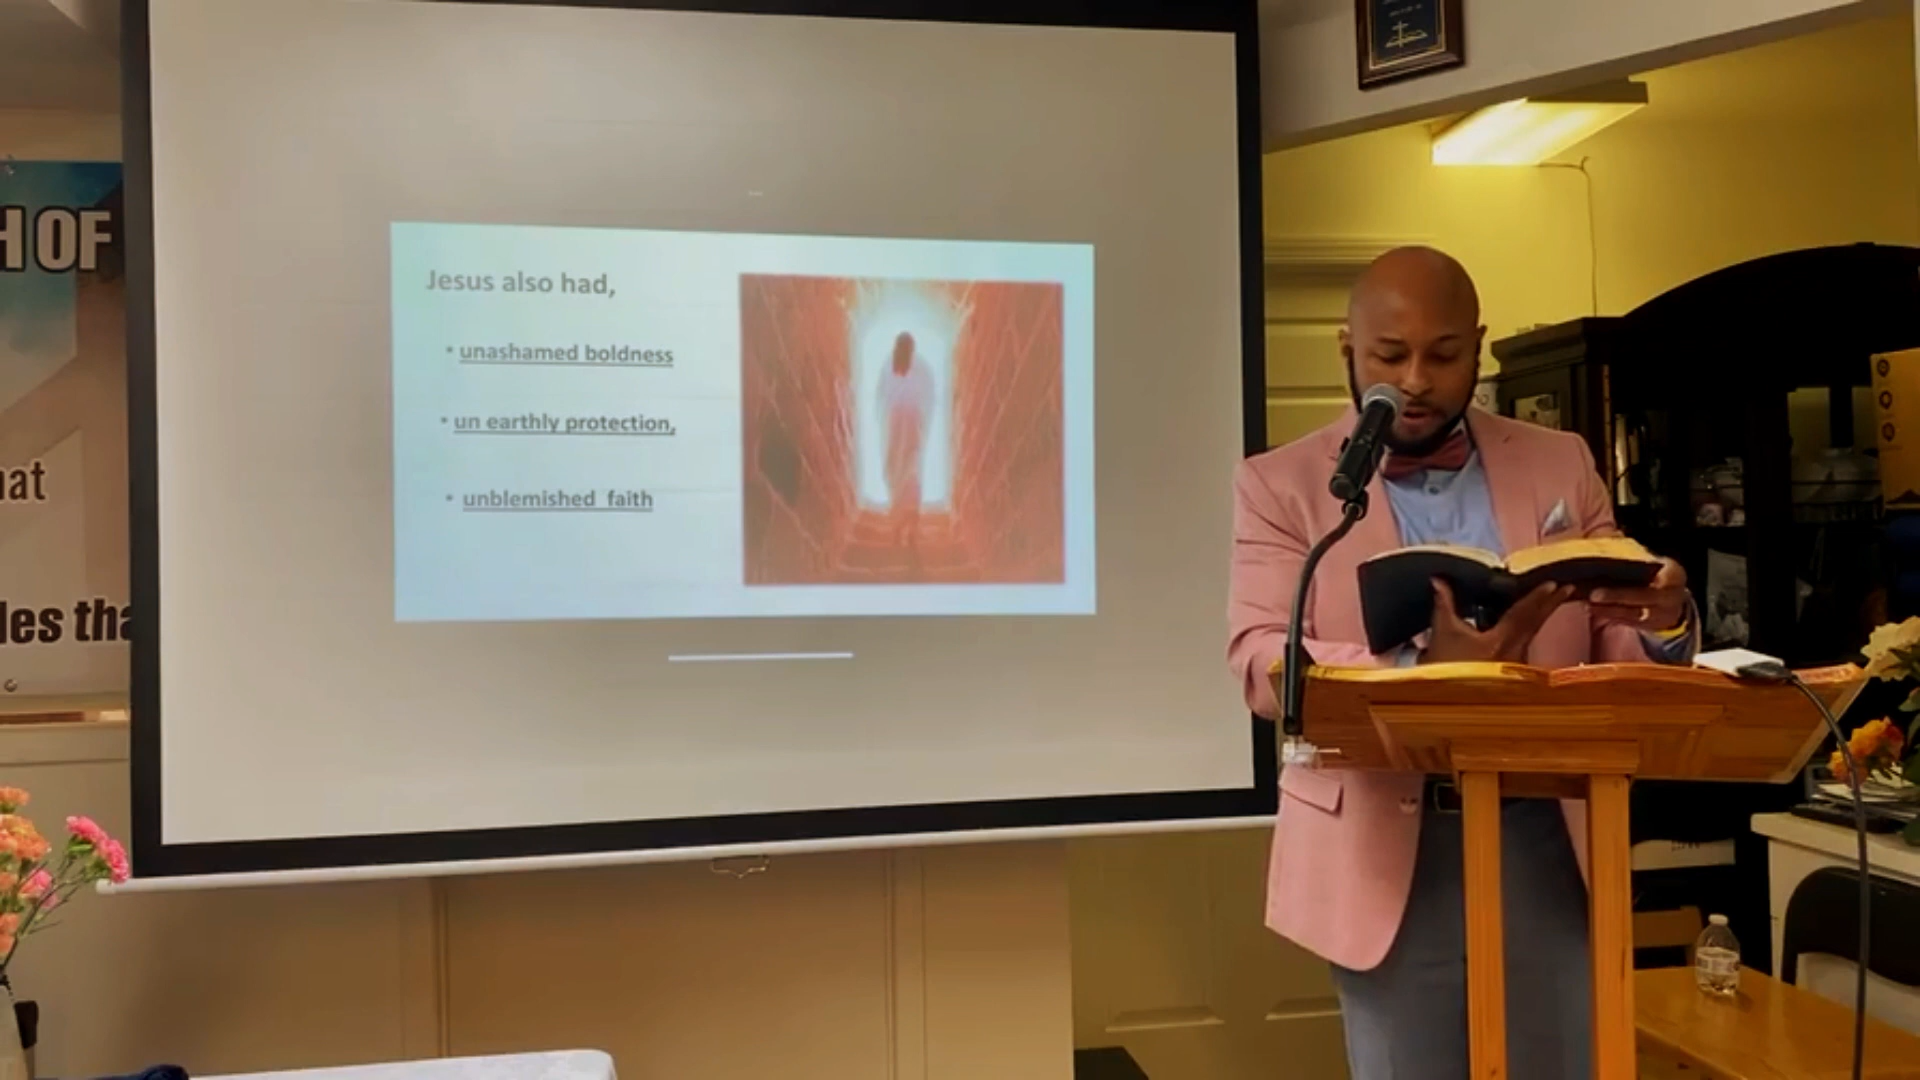 H OF
hat
les tha
Jesus also had,
• unashamed boldness
• un earthly protection,
• unblemished faith